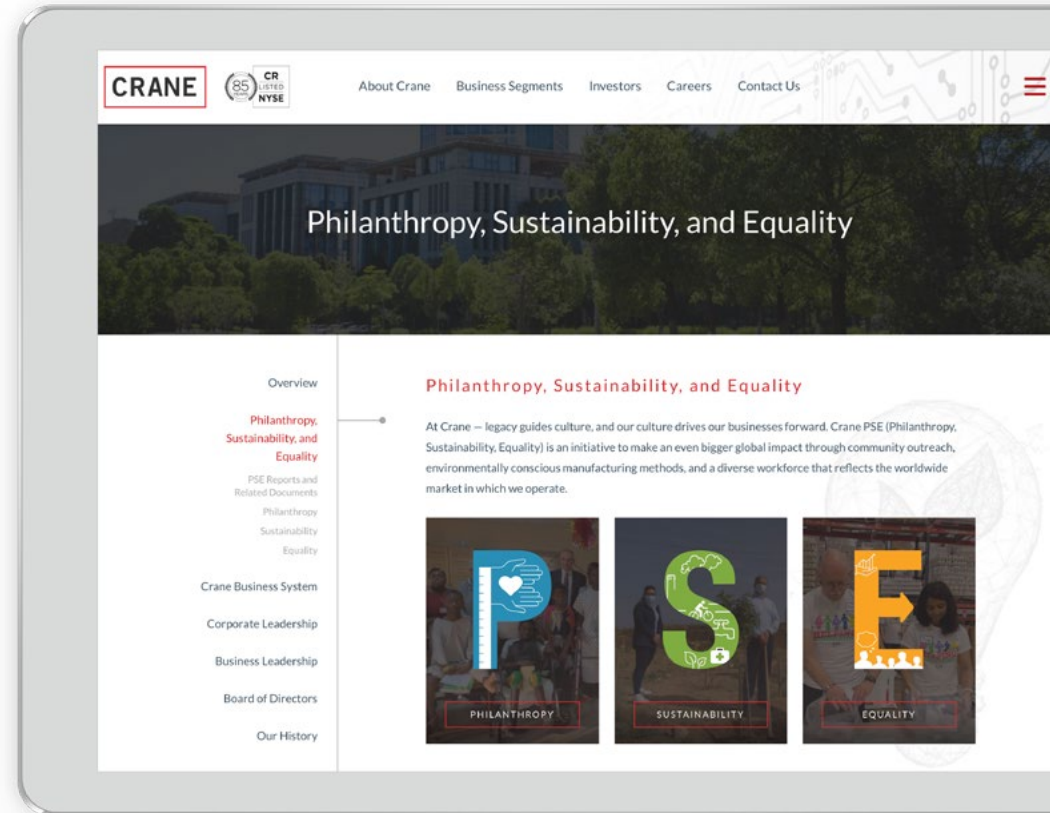 CRANE
85
YEARS
CR
LISTED
NYSE
About Crane
Business Segments
Investors
Careers
Contact Us
Philanthropy, Sustainability, and Equality
Overview
Philanthropy,
Sustainability, and
Equality
PSE Reports and
Related Documents
Philanthropy
Sustainability
Equality
Crane Business System
Corporate Leadership
Business Leadership
Board of Directors
Our History
Philanthropy, Sustainability, and Equality
At Crane — legacy guides culture, and our culture drives our businesses forward. Crane PSE (Philanthropy,
Sustainability, Equality) is an initiative to make an even bigger global impact through community outreach,
environmentally conscious manufacturing methods, and a diverse workforce that reflects the worldwide
market in which we operate.
P
PHILANTHROPY
S
SUSTAINABILITY
E
EQUALITY